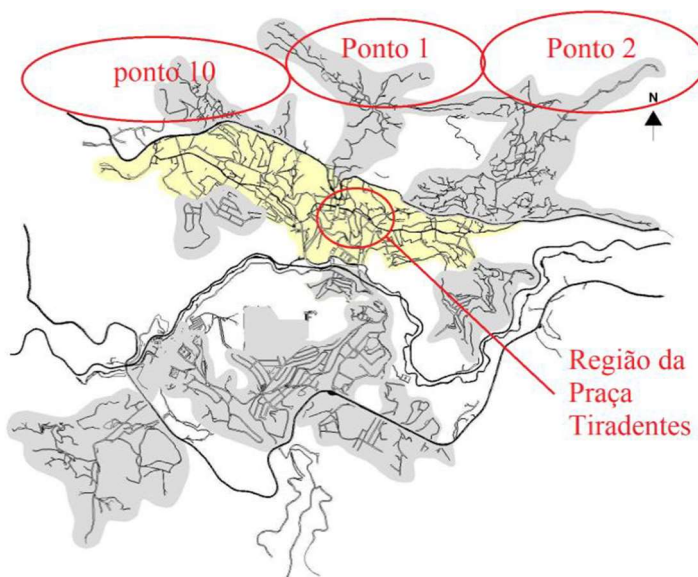 ponto 10
Ponto 1
Ponto 2
N
Região da
Praça
Tiradentes